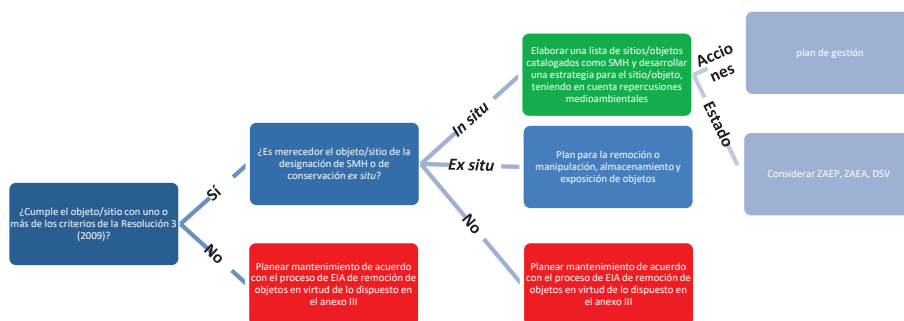 ¿Cumple el objeto/sitio con uno o
más de los criterios de la Resolución 3
(2009)?
Sí
No
¿Es merecedor el objeto/sitio de la
designación de SMH o de
conservación ex situ?
Planear mantenimiento de acuerdo
con el proceso de EIA de remoción de
objetos en virtud de lo dispuesto en
el anexo III
In situ
Ex situ
No
Elaborar una lista de sitios/objetos
catalogados como SMH y desarrollar
una estrategia para el sitio/objeto,
teniendo en cuenta repercusiones
medioambientales
Plan para la remoción o
manipulación, almacenamiento y
exposición de objetos
Planear mantenimiento de acuerdo
con el proceso de EIA de remoción de
objetos en virtud de lo dispuesto en
el anexo III
Accio
nes
Estado
plan de gestión
Considerar ZAEP, ZAEA, DSV